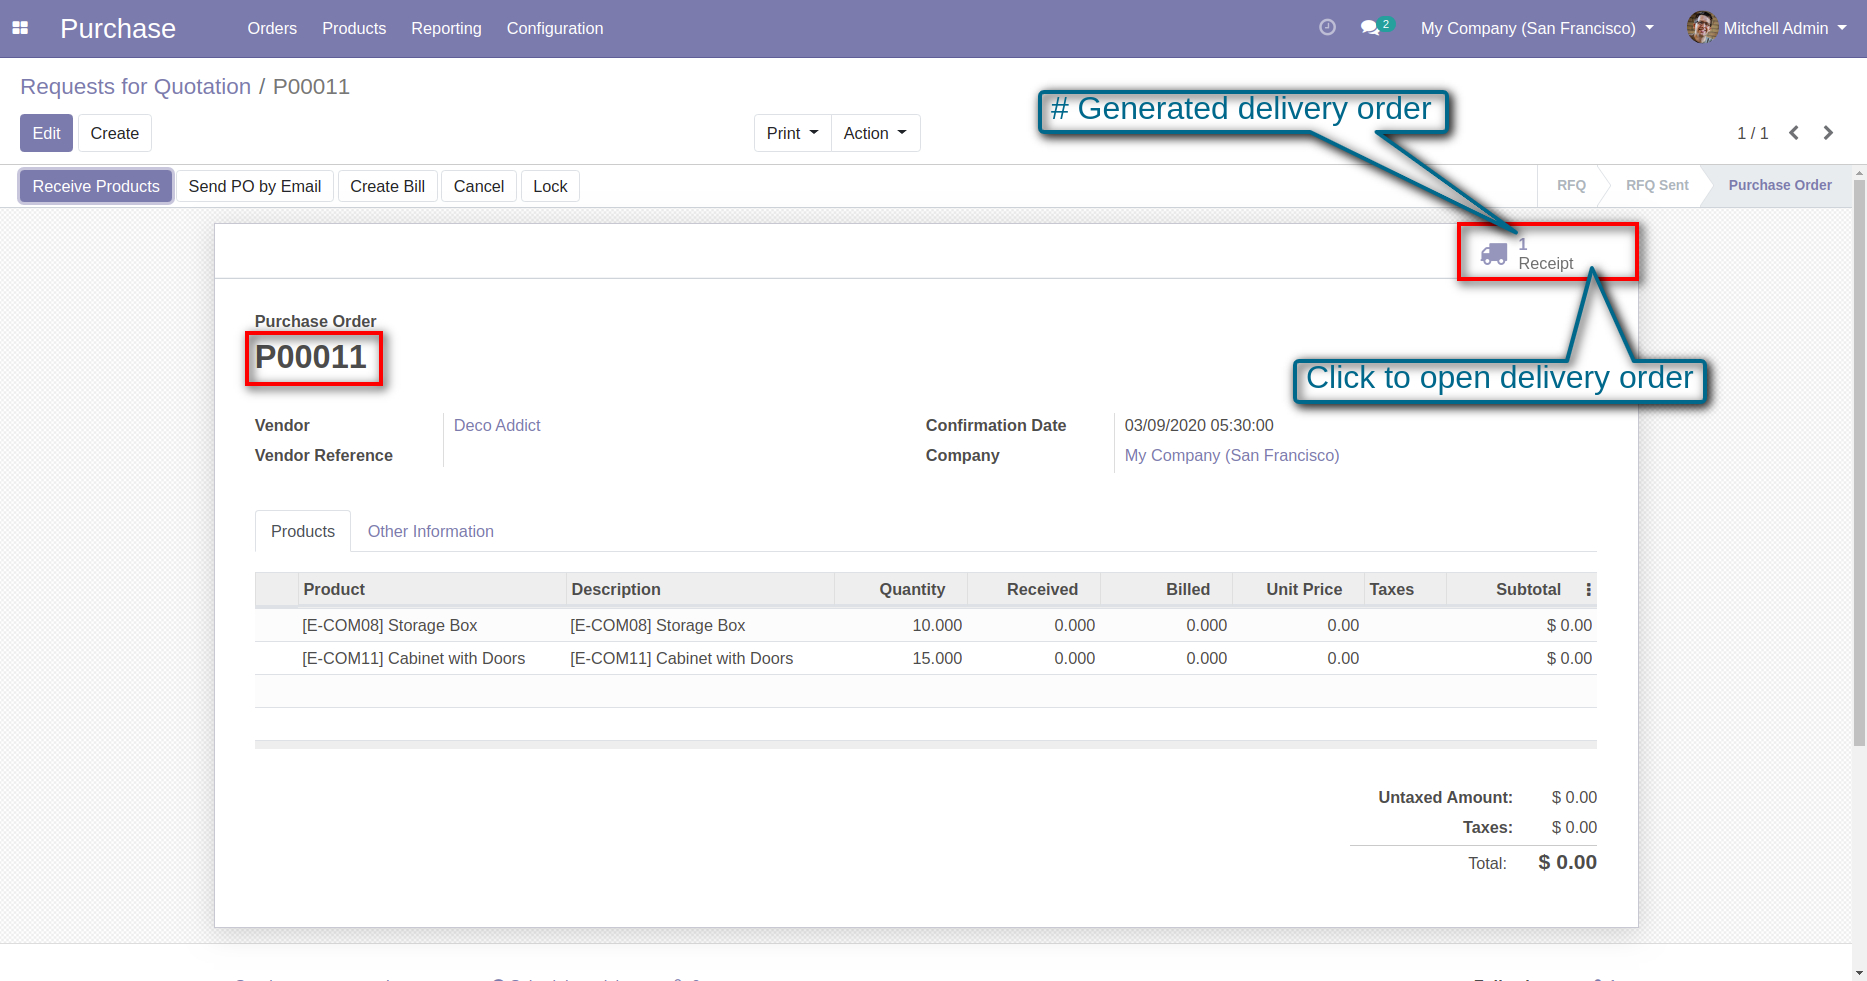 Purchase Orders Products Reporting Configuration 2 My Company (San Francisco) Mitchell Admin
Requests for Quotation / P00011
# Generated delivery order
Edit Create Print Action 1 / 1
Receive Products Send PO by Email Create Bill Cancel Lock RFQ RFQ Sent Purchase Order
1
Receipt
Purchase Order
P00011
Click to open delivery order
Vendor Deco Addict Confirmation Date 03/09/2020 05:30:00
Vendor Reference Company My Company (San Francisco)
Products Other Information
Product Description Quantity Received Billed Unit Price Taxes Subtotal
[E-COM08] Storage Box [E-COM08] Storage Box 10.000 0.000 0.000 0.00 $ 0.00
[E-COM11] Cabinet with Doors [E-COM11] Cabinet with Doors 15.000 0.000 0.000 0.00 $ 0.00
Untaxed Amount: $ 0.00
Taxes: $ 0.00
Total: $ 0.00